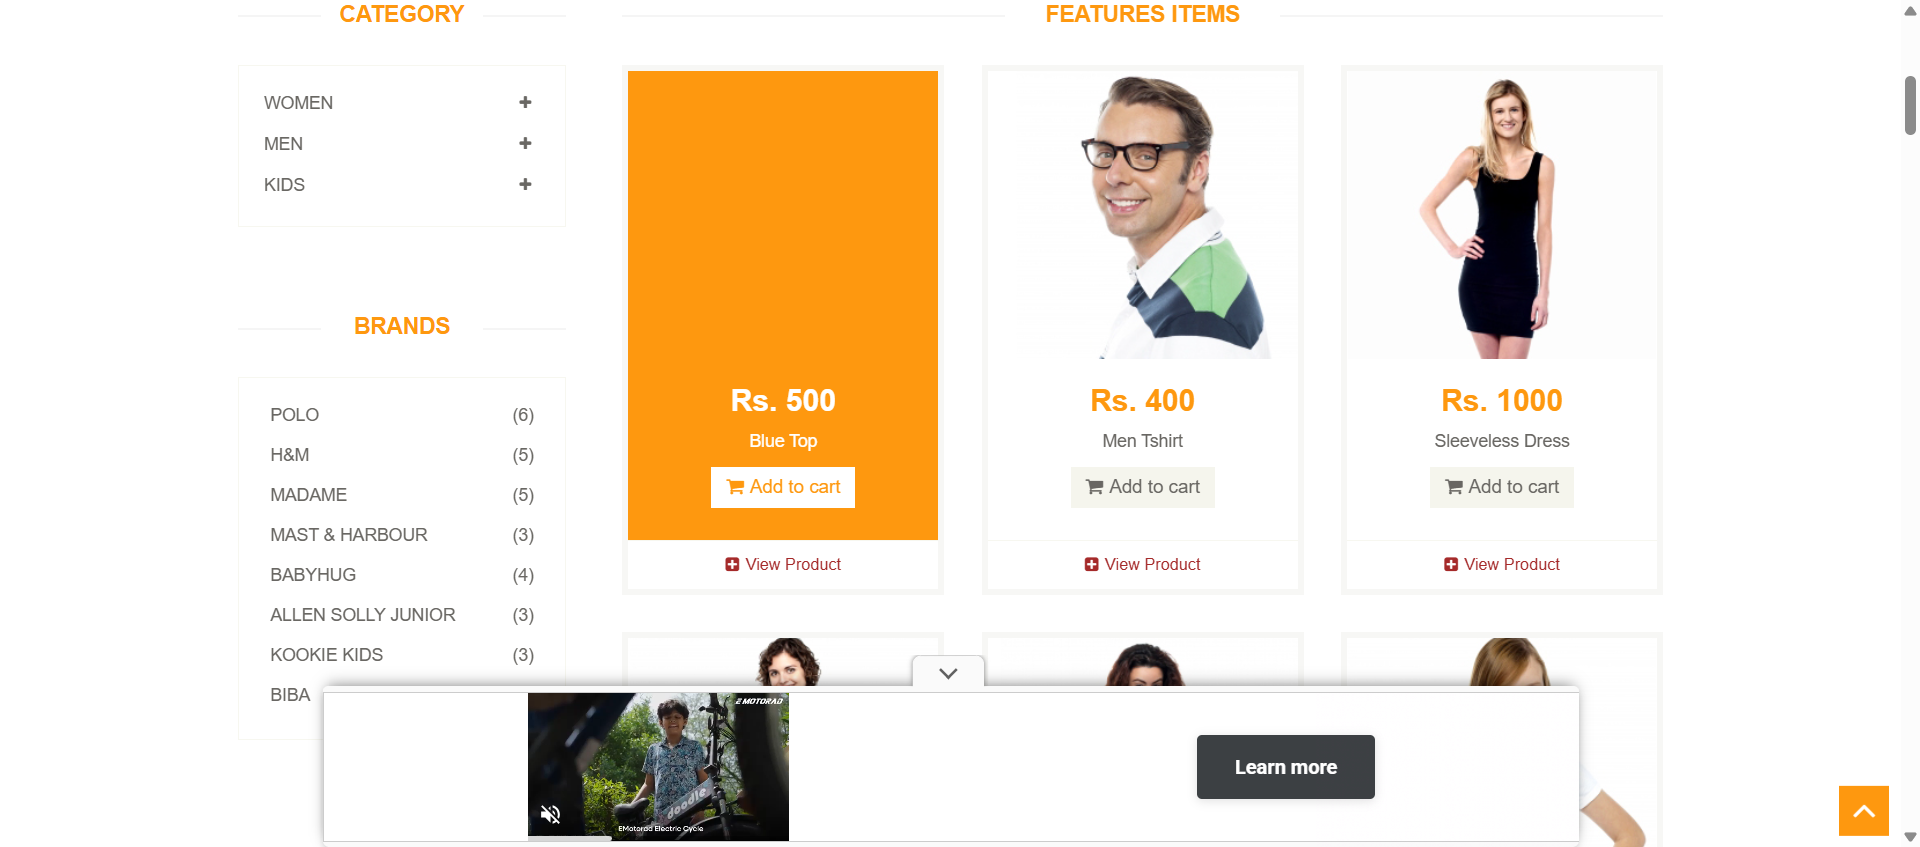 CATEGORY
WOMEN
MEN
KIDS
BRANDS
POLO (6)
H&M (5)
MADAME (5)
MAST & HARBOUR (3)
BABYHUG (4)
ALLEN SOLLY JUNIOR (3)
KOOKIE KIDS (3)
BIBA
FEATURES ITEMS
Rs. 500
Blue Top
Add to cart
View Product
Rs. 400
Men Tshirt
Add to cart
View Product
Rs. 1000
Sleeveless Dress
Add to cart
View Product
EMOTORAD
doodle
EMotorad Electric Cycle
Learn more